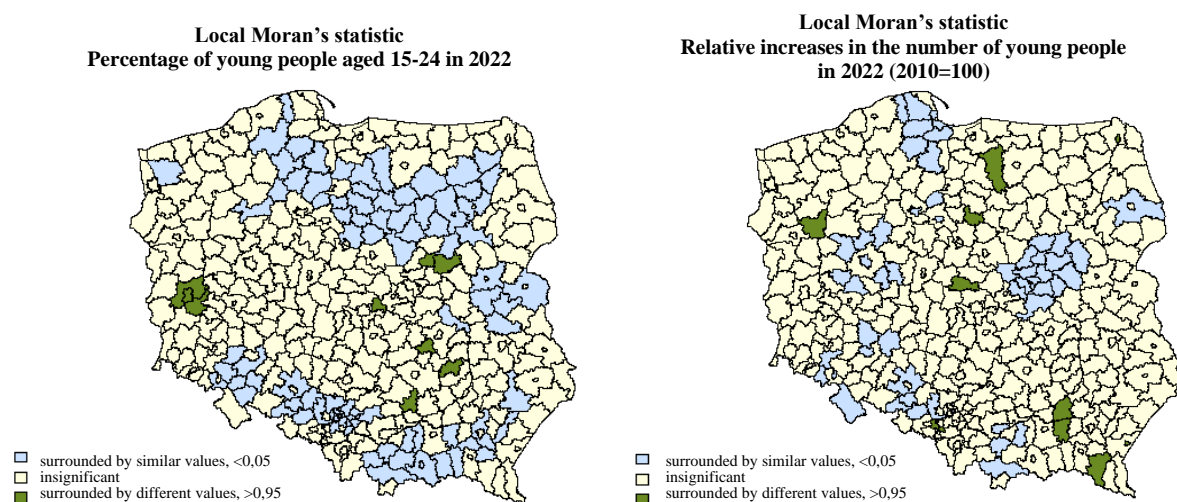 Local Moran's statistic
Percentage of young people aged 15-24 in 2022
surrounded by similar values, <0,05
insignificant
surrounded by different values, >0,95
Local Moran's statistic
Relative increases in the number of young people
in 2022 (2010=100)
surrounded by similar values, <0,05
insignificant
surrounded by different values, >0,95